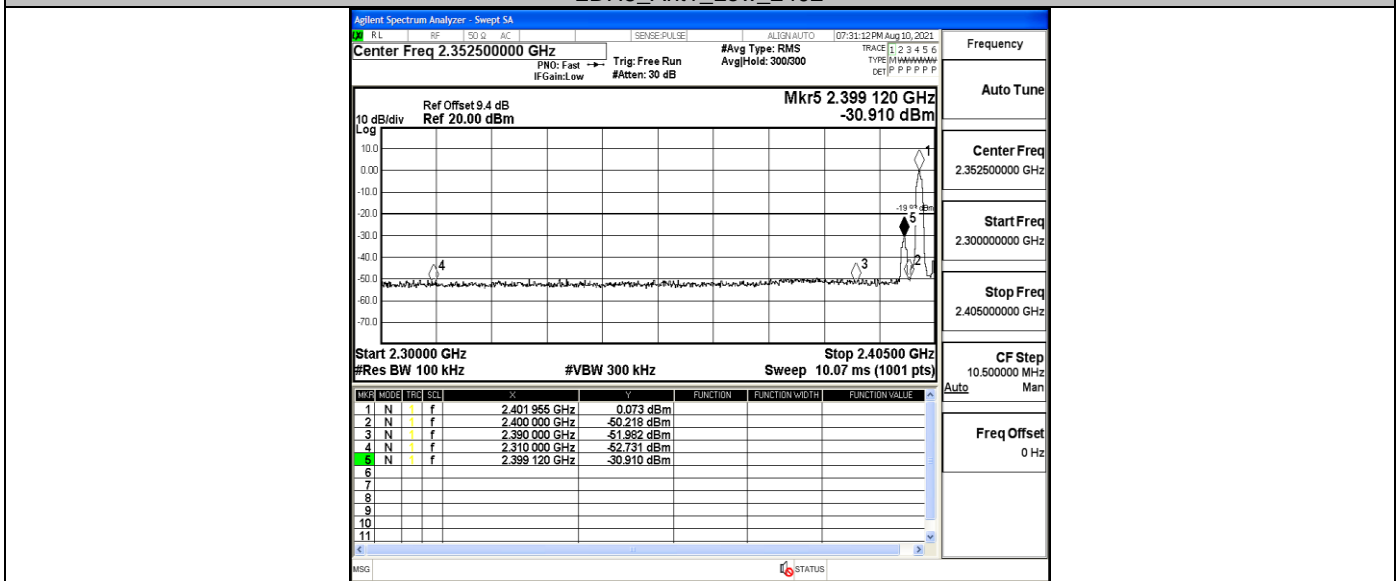 Agilent Spectrum Analyzer - Swept SA
RL RF 50 Ω AC SENSE:PULSE ALIGN AUTO 07:31:12 PM Aug 10, 2021
Center Freq 2.352500000 GHz #Avg Type: RMS TRACE 1 2 3 4 5 6
PNO: Fast Trig: Free Run Avg|Hold: 300/300 TYPE M
IFGain:Low #Atten: 30 dB DET P P P P P P
Ref Offset 9.4 dB Mkr5 2.399 120 GHz
10 dB/div Ref 20.00 dBm -30.910 dBm
Log
10.0
0.00
-10.0
-20.0
-30.0
-40.0
-50.0
-60.0
-70.0
1
5
4
3
2
Start 2.30000 GHz Stop 2.40500 GHz
#Res BW 100 kHz #VBW 300 kHz Sweep 10.07 ms (1001 pts)
MKR MODE TRC SCL X Y FUNCTION FUNCTION WIDTH FUNCTION VALUE
1 N 1 f 2.401 955 GHz 0.073 dBm
2 N 1 f 2.400 000 GHz -50.218 dBm
3 N 1 f 2.390 000 GHz -51.982 dBm
4 N 1 f 2.310 000 GHz -52.731 dBm
5 N 1 f 2.399 120 GHz -30.910 dBm
6
7
8
9
10
11
MSG STATUS
Frequency
Auto Tune
Center Freq
2.352500000 GHz
Start Freq
2.300000000 GHz
Stop Freq
2.405000000 GHz
CF Step
10.500000 MHz
Auto Man
Freq Offset
0 Hz